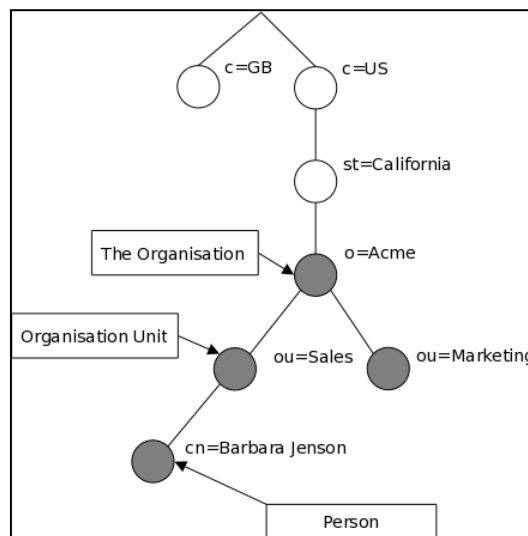 c=GB
c=US
st=California
The Organisation
o=Acme
Organisation Unit
ou=Sales
ou=Marketing
cn=Barbara Jenson
Person